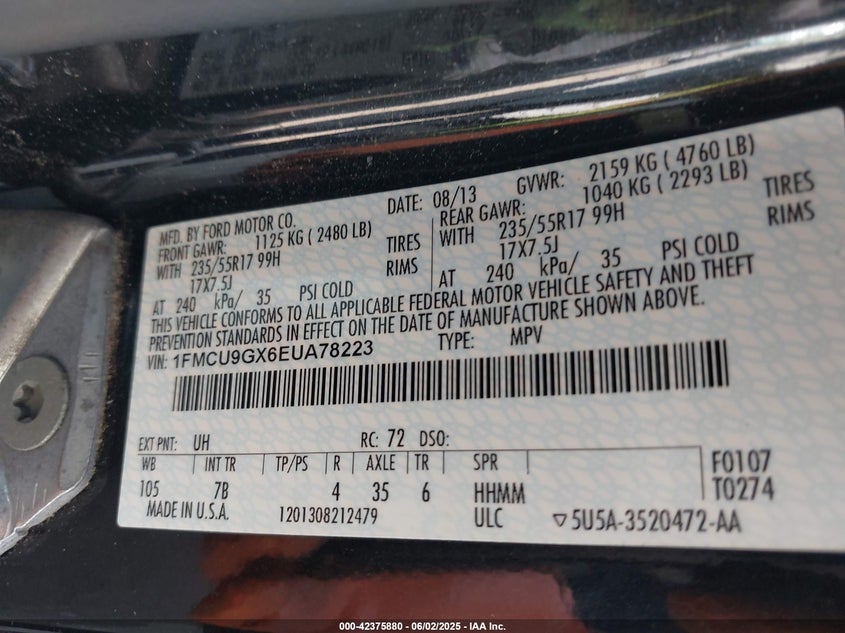 MFD. BY FORD MOTOR CO.
DATE: 08/13
GVWR: 2159 KG ( 4760 LB)
FRONT GAWR: 1125 KG ( 2480 LB)
REAR GAWR: 1040 KG ( 2293 LB)
WITH 235/55R17 99H TIRES
WITH 235/55R17 99H TIRES
17X7.5J RIMS
17X7.5J RIMS
AT 240 kPa/ 35 PSI COLD
AT 240 kPa/ 35 PSI COLD
THIS VEHICLE CONFORMS TO ALL APPLICABLE FEDERAL MOTOR VEHICLE SAFETY AND THEFT
PREVENTION STANDARDS IN EFFECT ON THE DATE OF MANUFACTURE SHOWN ABOVE.
VIN: 1FMCU9GX6EUA78223
TYPE: MPV
EXT PNT: UH RC: 72 DSO:
WB INT TR TP/PS R AXLE TR SPR F0107
105 7B 4 35 6 HHMM T0274
MADE IN U.S.A. 1201308212479 ULC ▽5U5A-3520472-AA
000-42375880 - 06/02/2025 - IAA Inc.